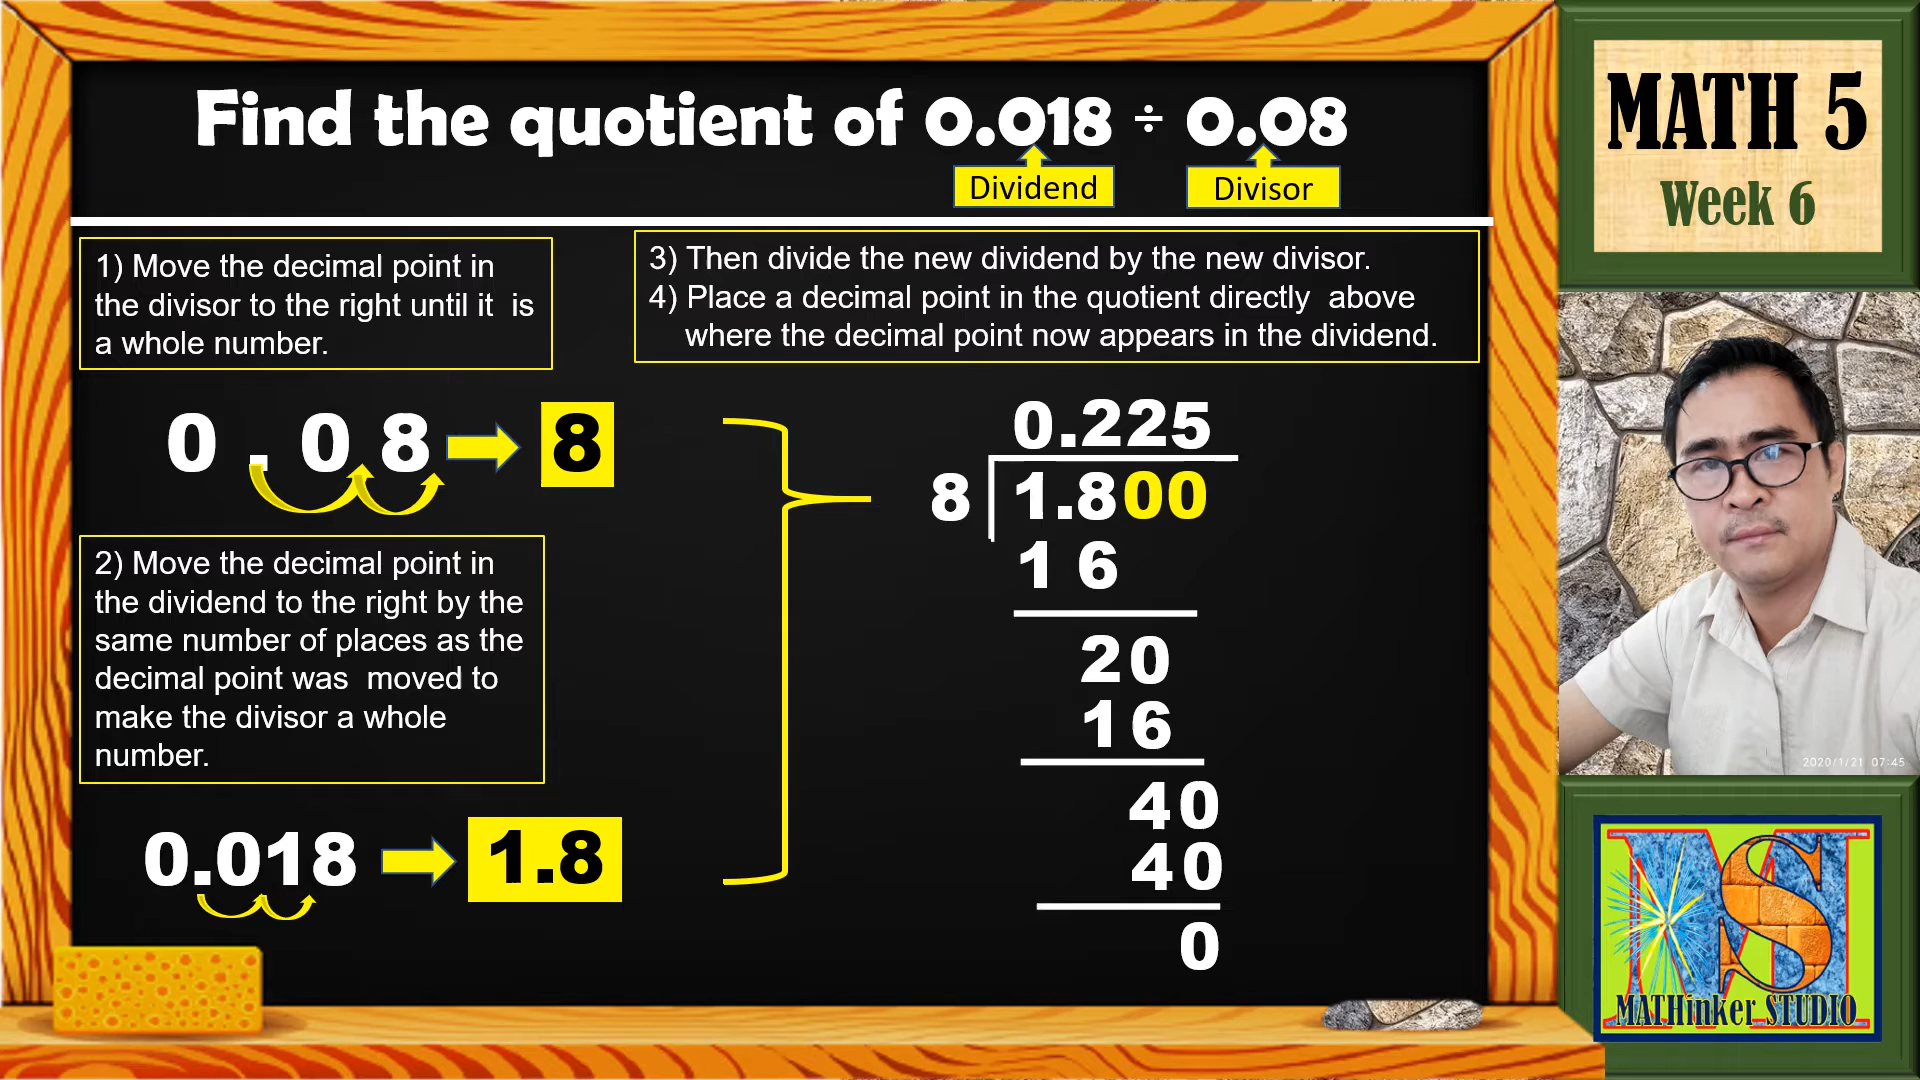 Find the quotient of 0.018 ÷ 0.08
Dividend
Divisor
1) Move the decimal point in
the divisor to the right until it is
a whole number.
0 . 0 8
8
2) Move the decimal point in
the dividend to the right by the
same number of places as the
decimal point was moved to
make the divisor a whole
number.
0.018
1.8
3) Then divide the new dividend by the new divisor.
4) Place a decimal point in the quotient directly above
where the decimal point now appears in the dividend.
0.225
8 1.800
1 6
20
16
40
40
0
MATH 5
Week 6
2020/1/21 07:45
MS
MATHinker STUDIO